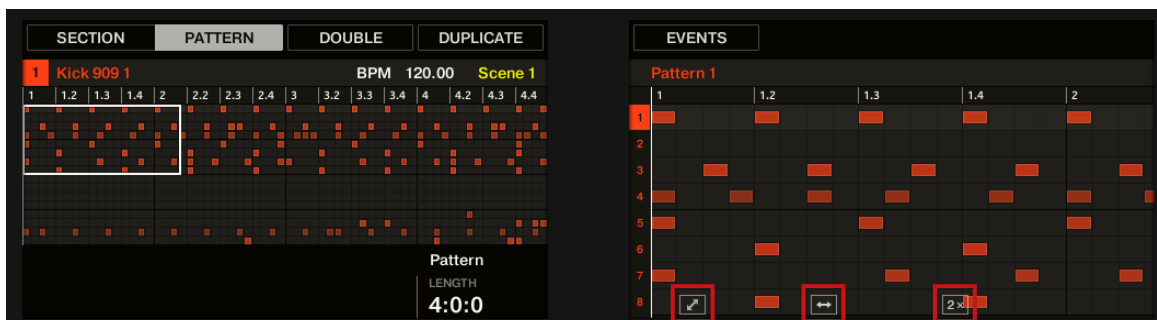 SECTION PATTERN DOUBLE DUPLICATE
1 Kick 909 1 BPM 120.00 Scene 1
1 1.2 1.3 1.4 2 2.2 2.3 2.4 3 3.2 3.3 3.4 4 4.2 4.3 4.4
Pattern
LENGTH
4:0:0
EVENTS
Pattern 1
1 1.2 1.3 1.4 2
1
2
3
4
5
6
7
8 2×